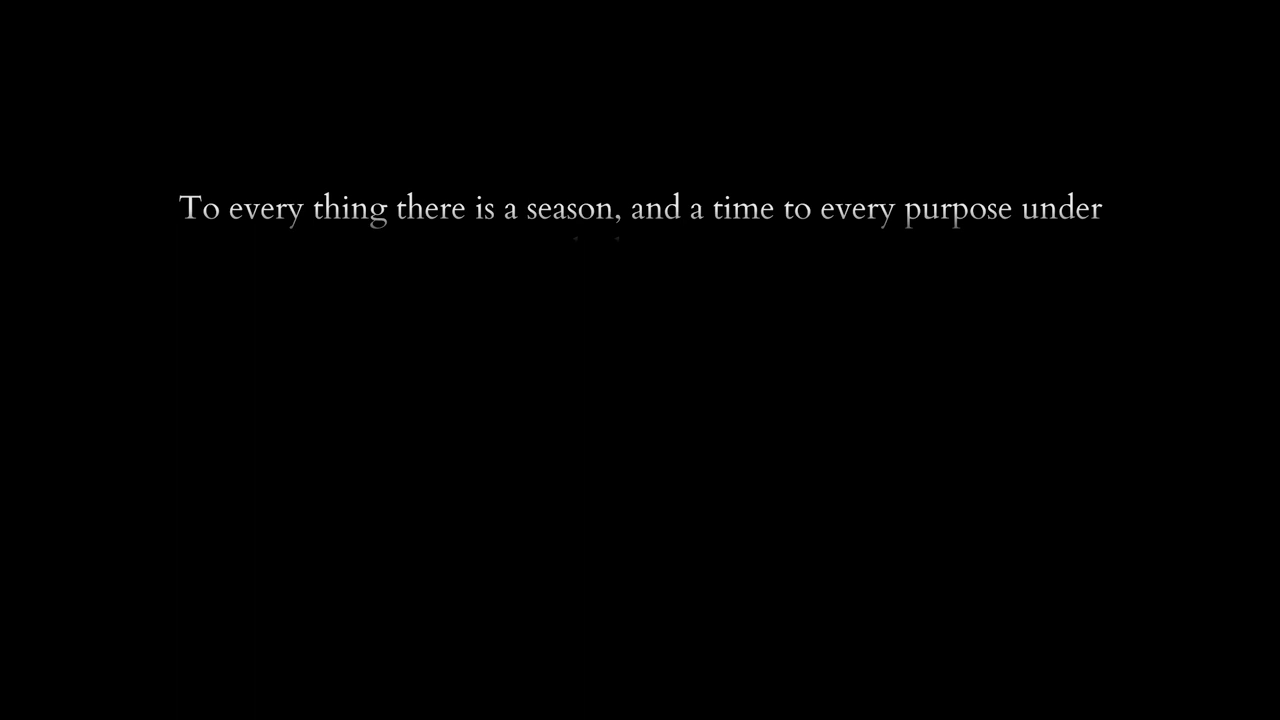 To every thing there is a season, and a time to every purpose under